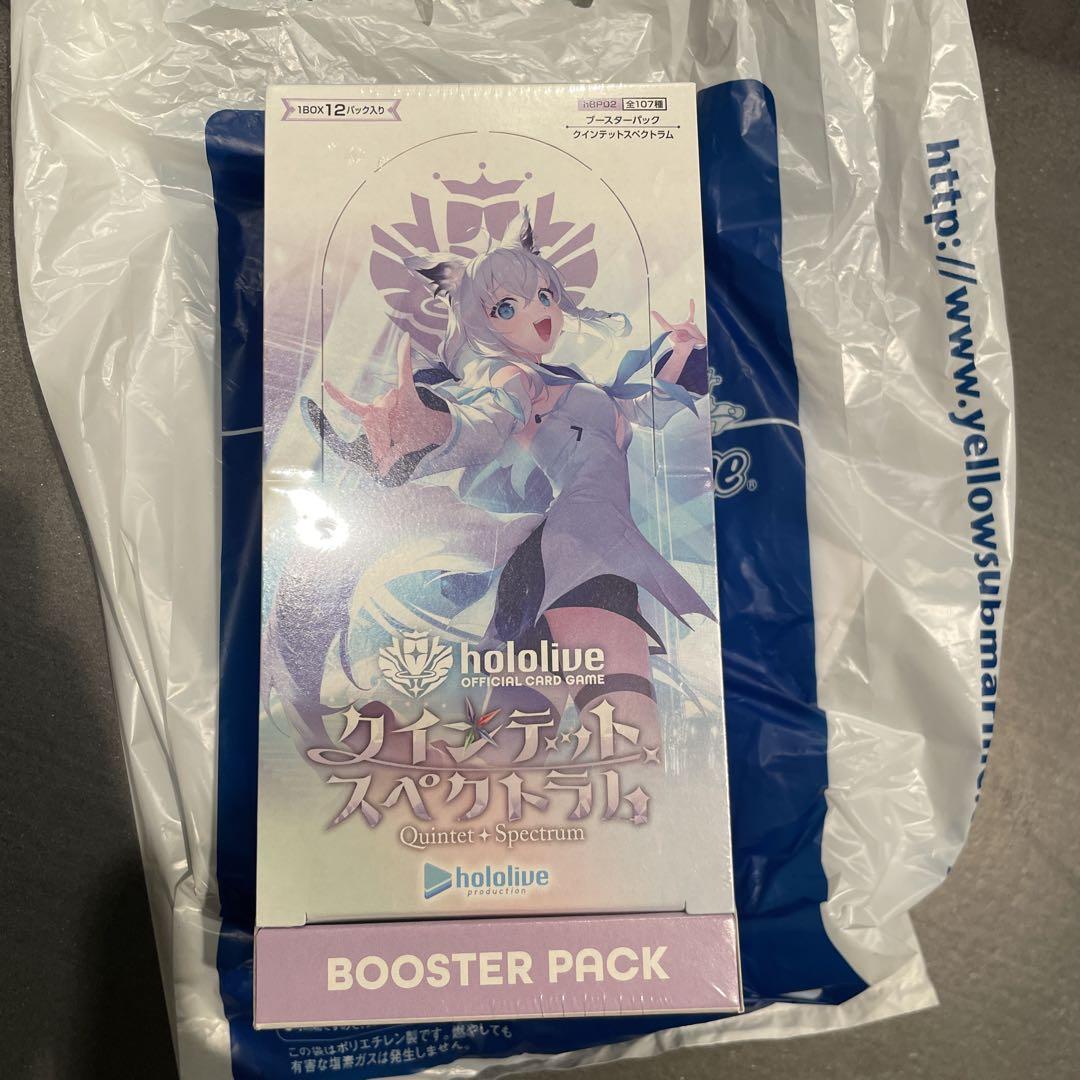 1BOX12パック入り
hBP02 全107種
ブースターパック
クインテットスペクトラム
hololive
OFFICIAL CARD GAME
クインテット
スペクトラム
Quintet Spectrum
hololive
production
BOOSTER PACK
この袋はポリエチレン製です。燃やしても
有害な塩素ガスは発生しません。